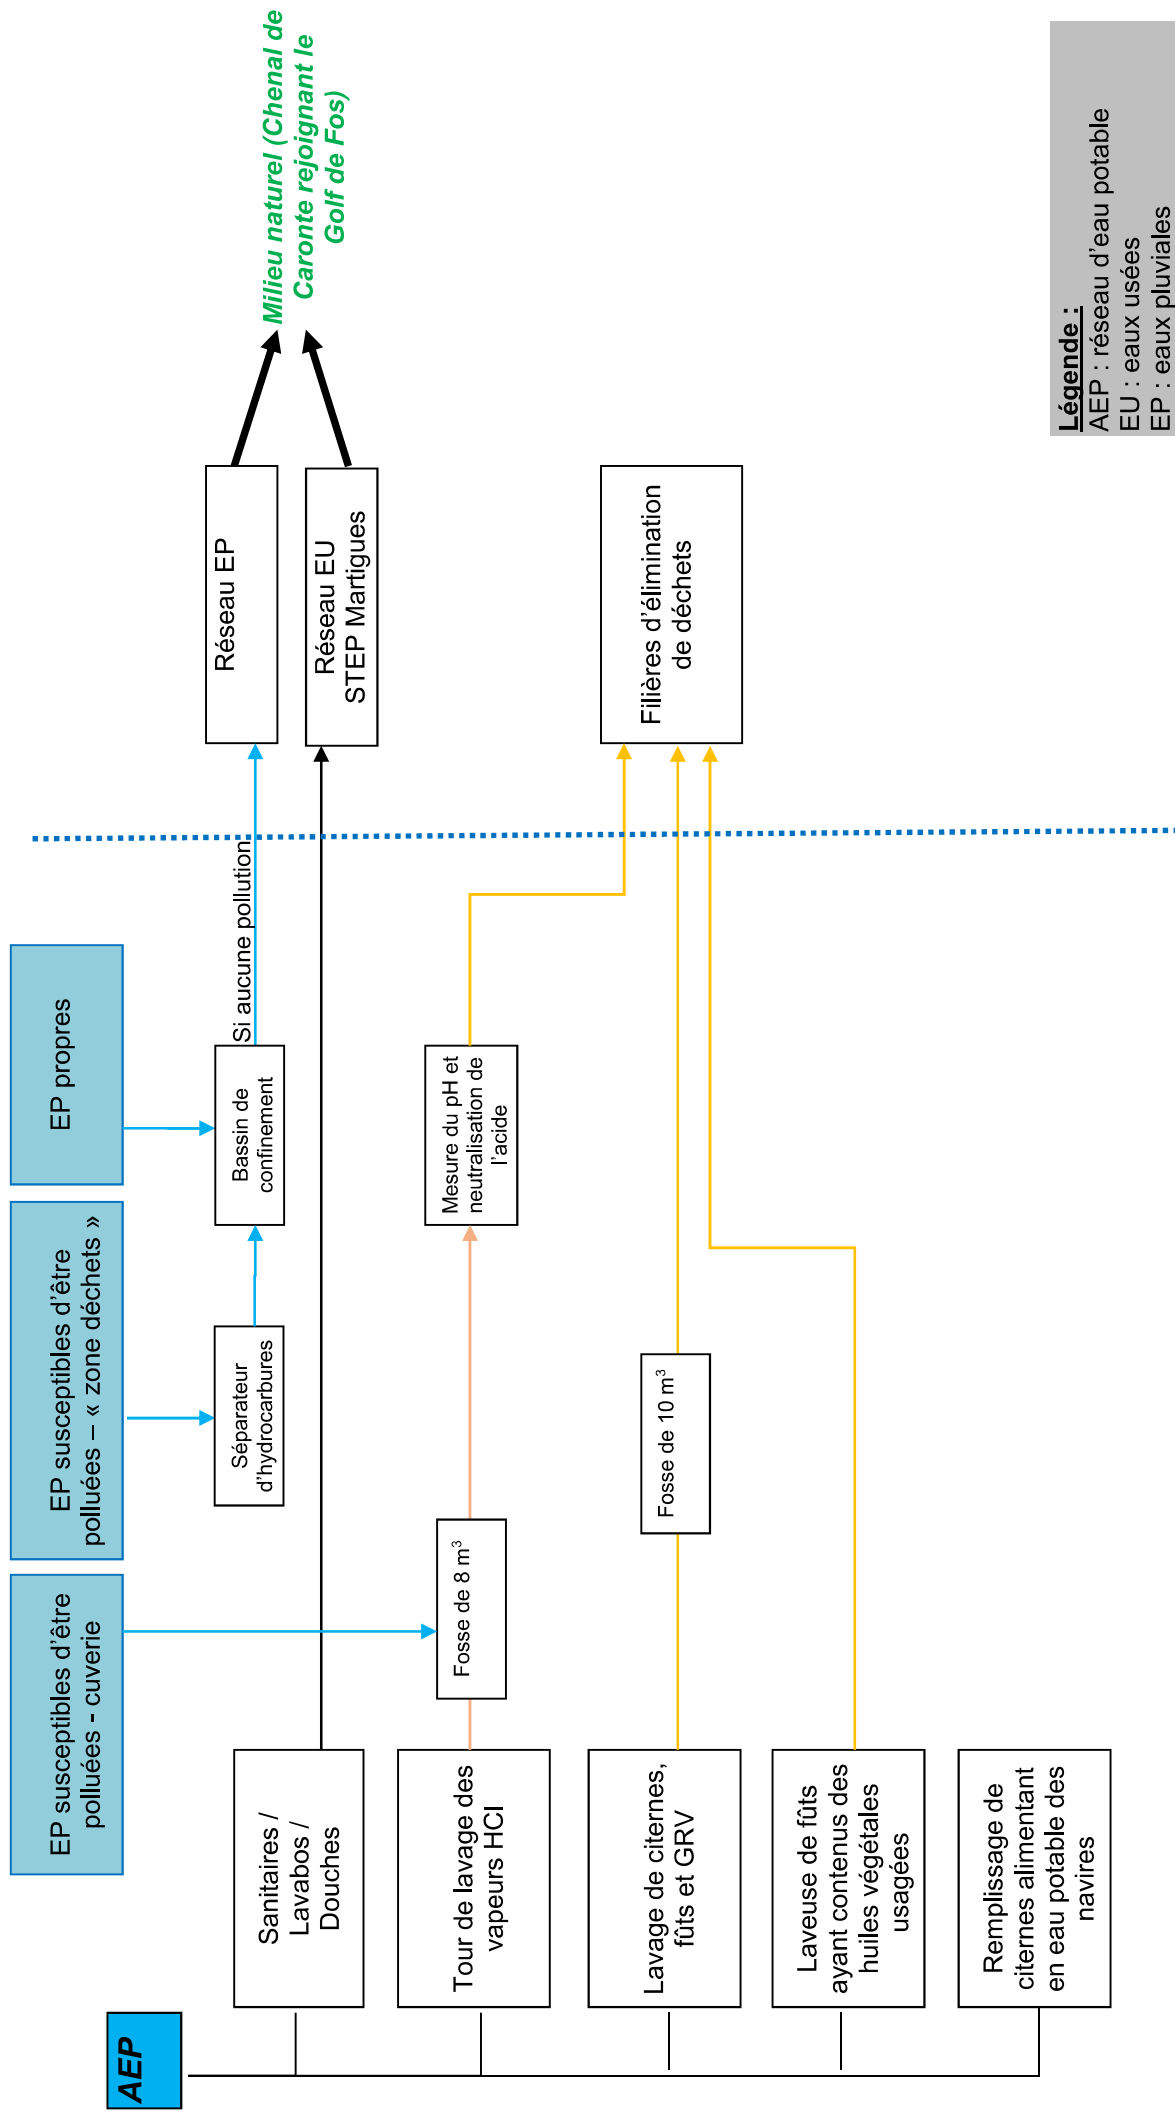 AEP
EP susceptibles d'être
polluées - cuverie
EP susceptibles d'être
polluées – « zone déchets »
EP propres
Sanitaires /
Lavabos /
Douches
Séparateur
d'hydrocarbures
Bassin de
confinement
Si aucune pollution
Réseau EP
Réseau EU
STEP Martigues
Milieu naturel (Chenal de
Caronte rejoignant le
Golf de Fos)
Tour de lavage des
vapeurs HCl
Fosse de 8 m³
Mesure du pH et
neutralisation de
l'acide
Lavage de citernes,
fûts et GRV
Fosse de 10 m³
Filières d'élimination
de déchets
Laveuse de fûts
ayant contenus des
huiles végétales
usagées
Remplissage de
citernes alimentant
en eau potable des
navires
Légende :
AEP : réseau d'eau potable
EU : eaux usées
EP : eaux pluviales